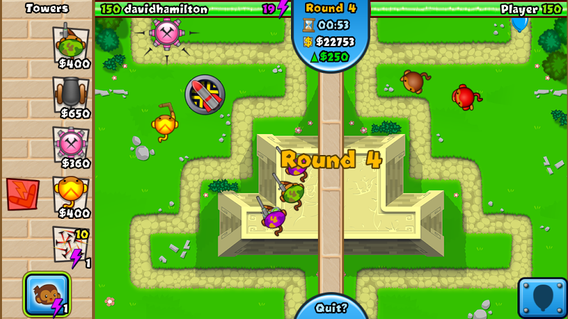 Towers
150 davidhamilton
19
Round 4
Player 150
00:53
$22753
$250
$400
$650
$360
$400
10
1
1
Round 4
Quit?